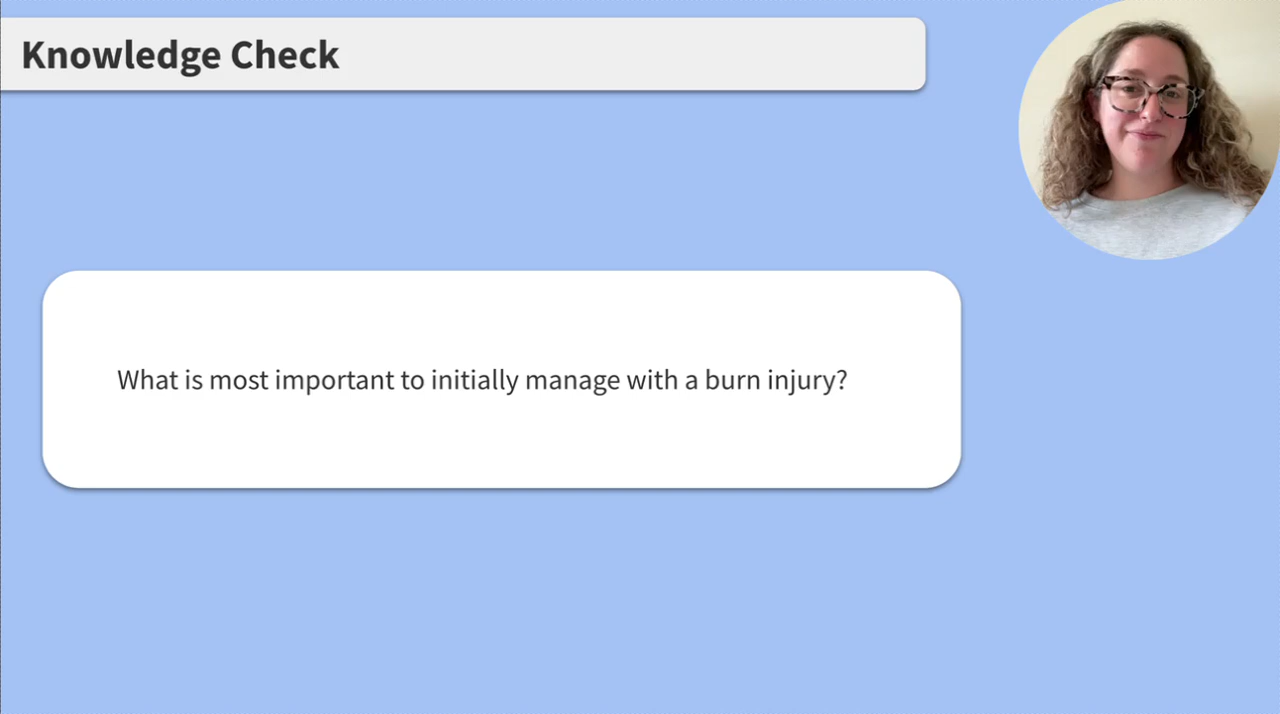 Knowledge Check
What is most important to initially manage with a burn injury?